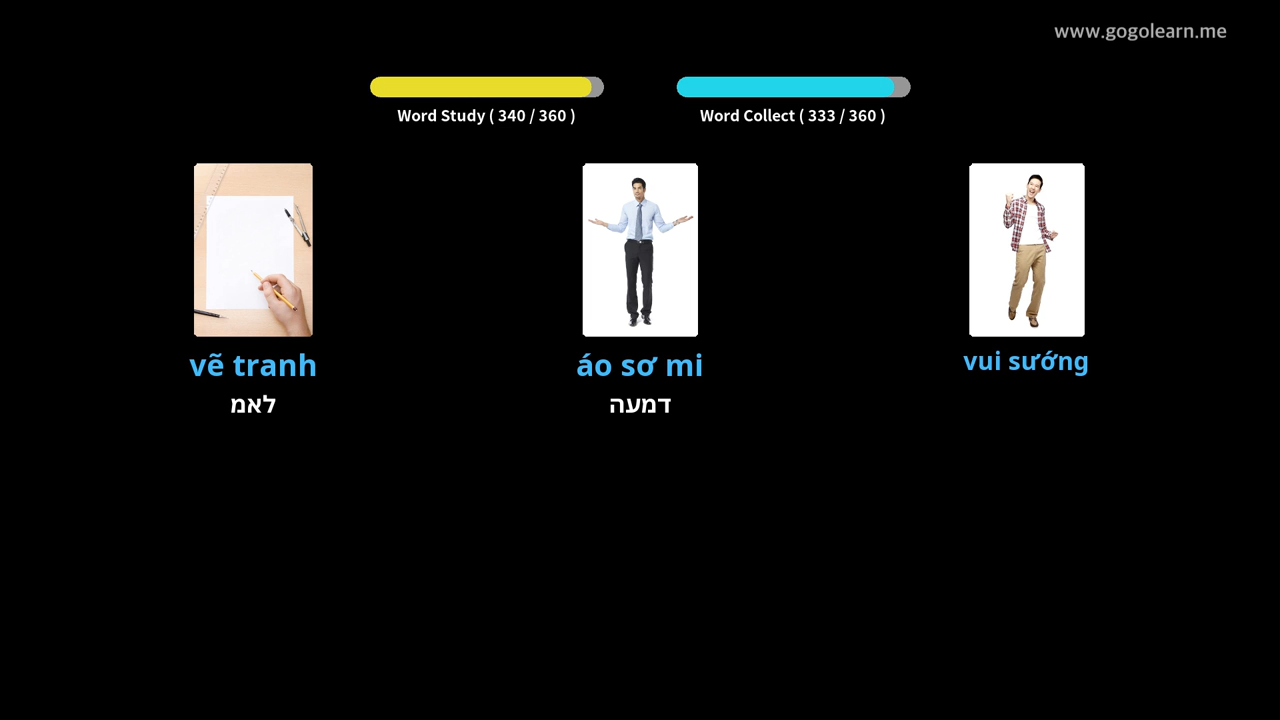 www.gogolearn.me
Word Study ( 340 / 360 )
Word Collect ( 333 / 360 )
vẽ tranh
לאמ
áo sơ mi
דמעה
vui sướng